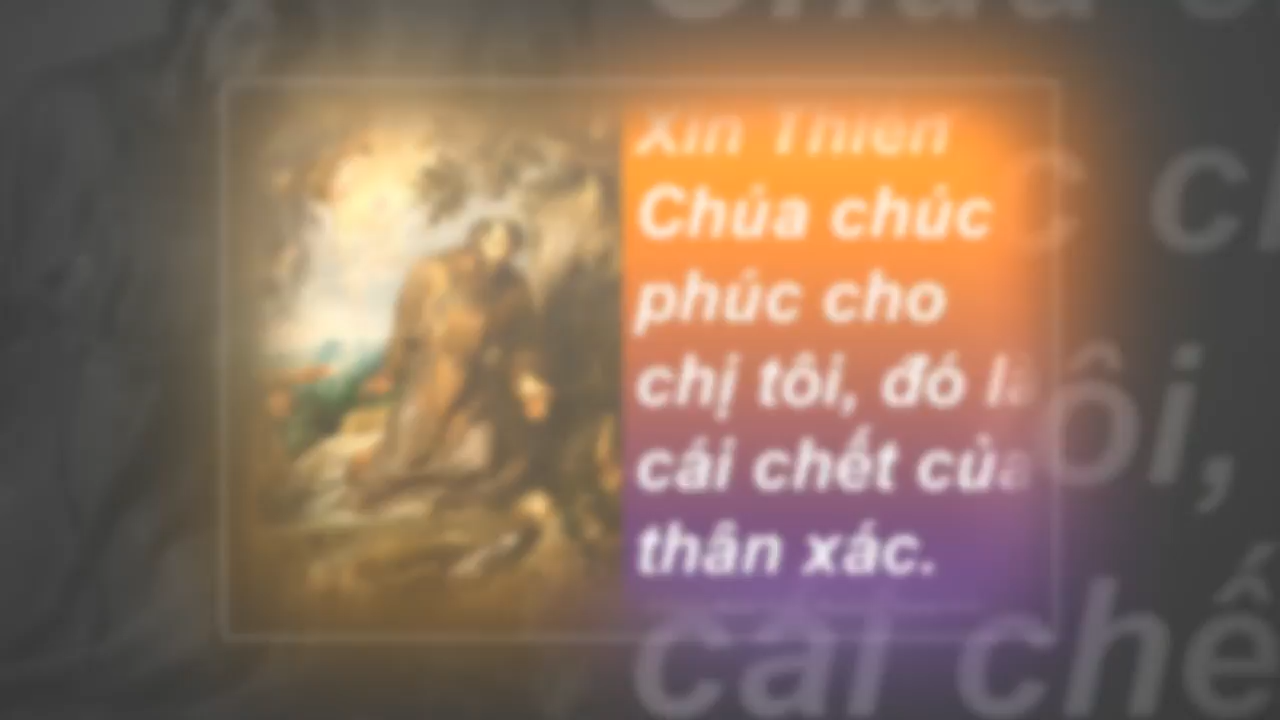 Xin Thiên
Chúa chúc
phúc cho
chị tôi, đó là
cái chết của
thân xác.